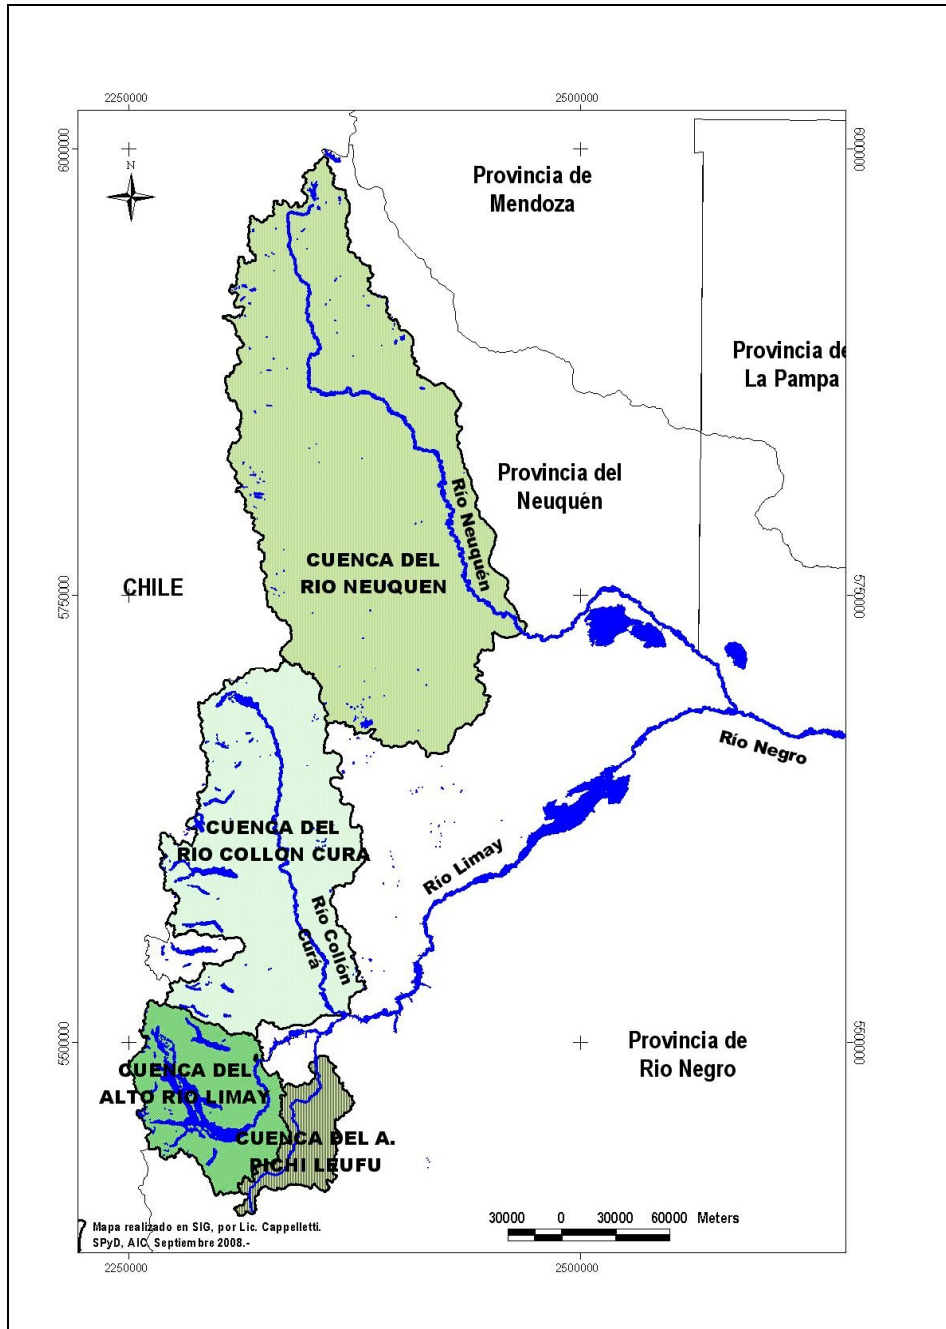 2250000
2500000
6000000
6000000
N
Provincia de
Mendoza
Provincia de
La Pampa
Provincia del
Neuquén
Río Neuquén
CUENCA DEL
RIO NEUQUEN
CHILE
5750000
5750000
Río Negro
Río Limay
CUENCA DEL
RIO COLLON CURA
Río Collón
Curá
5500000
5500000
Provincia de
Rio Negro
CUENCA DEL
ALTO RIO LIMAY
CUENCA DEL A.
PICHI LEUFU
30000 0 30000 60000 Meters
Mapa realizado en SIG, por Lic. Cappelletti.
SPyD, AIC, Septiembre 2008.-
2250000
2500000